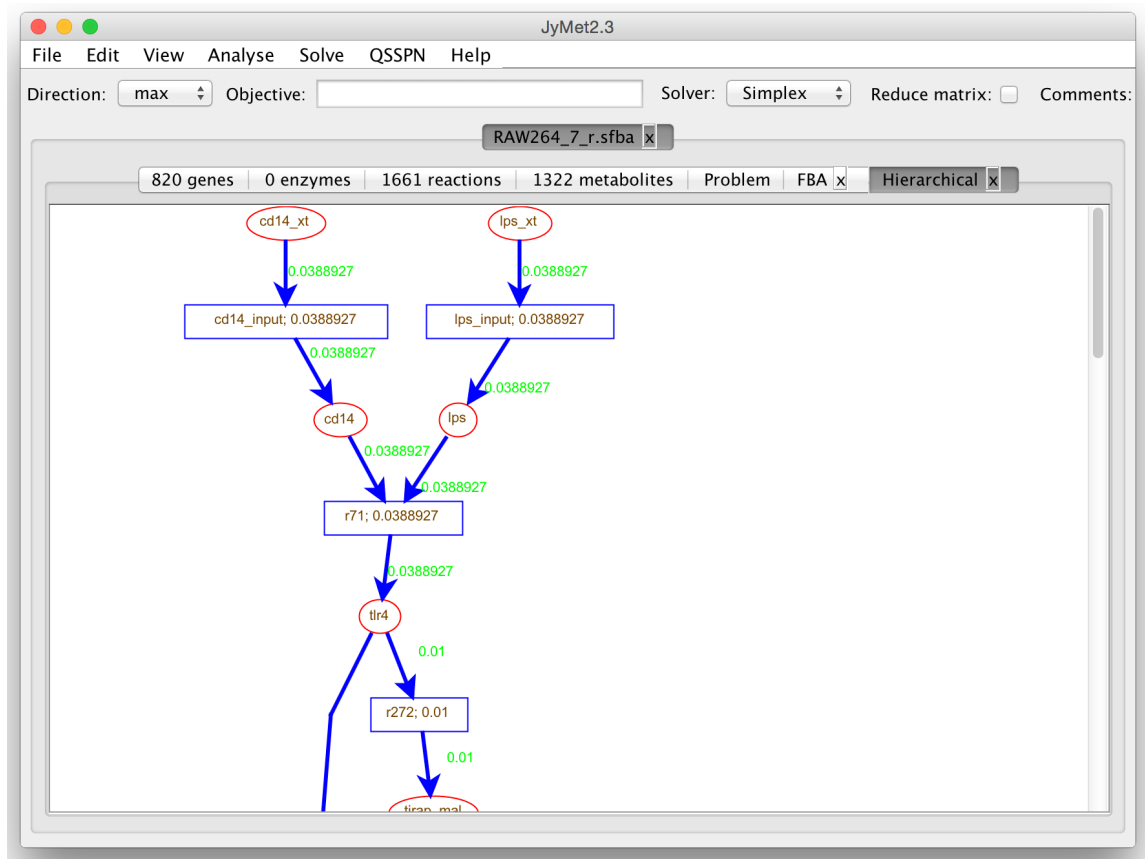 JyMet2.3
File Edit View Analyse Solve QSSPN Help
Direction: max Objective: Solver: Simplex Reduce matrix: Comments:
RAW264_7_r.sfba x
820 genes 0 enzymes 1661 reactions 1322 metabolites Problem FBA x Hierarchical x
cd14_xt lps_xt
0.0388927 0.0388927
cd14_input; 0.0388927 lps_input; 0.0388927
0.0388927
0.0388927
cd14 lps
0.0388927
0.0388927
r71; 0.0388927
0.0388927
tlr4
0.01
r272; 0.01
0.01
tirap_mal